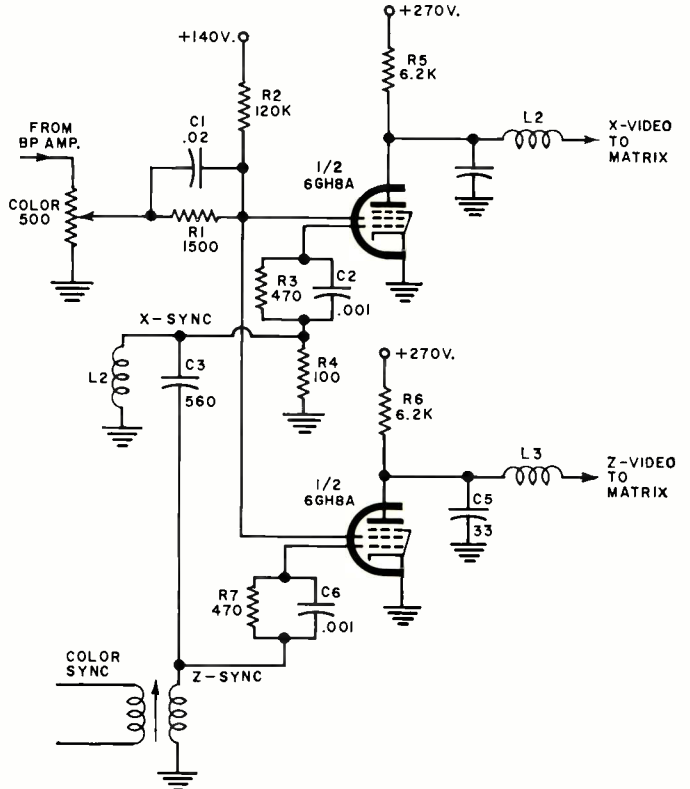 +270V.
+140V.
R5
6.2K
R2
120K
C1
.02
FROM
BP AMP.
L2
X-VIDEO
TO
MATRIX
1/2
6GH8A
COLOR
500
R1
1500
R3
470
C2
.001
X-SYNC
+270V.
R4
100
L2
C3
560
R6
6.2K
L3
Z-VIDEO
TO
MATRIX
1/2
6GH8A
C5
33
R7
470
C6
.001
COLOR
SYNC
Z-SYNC